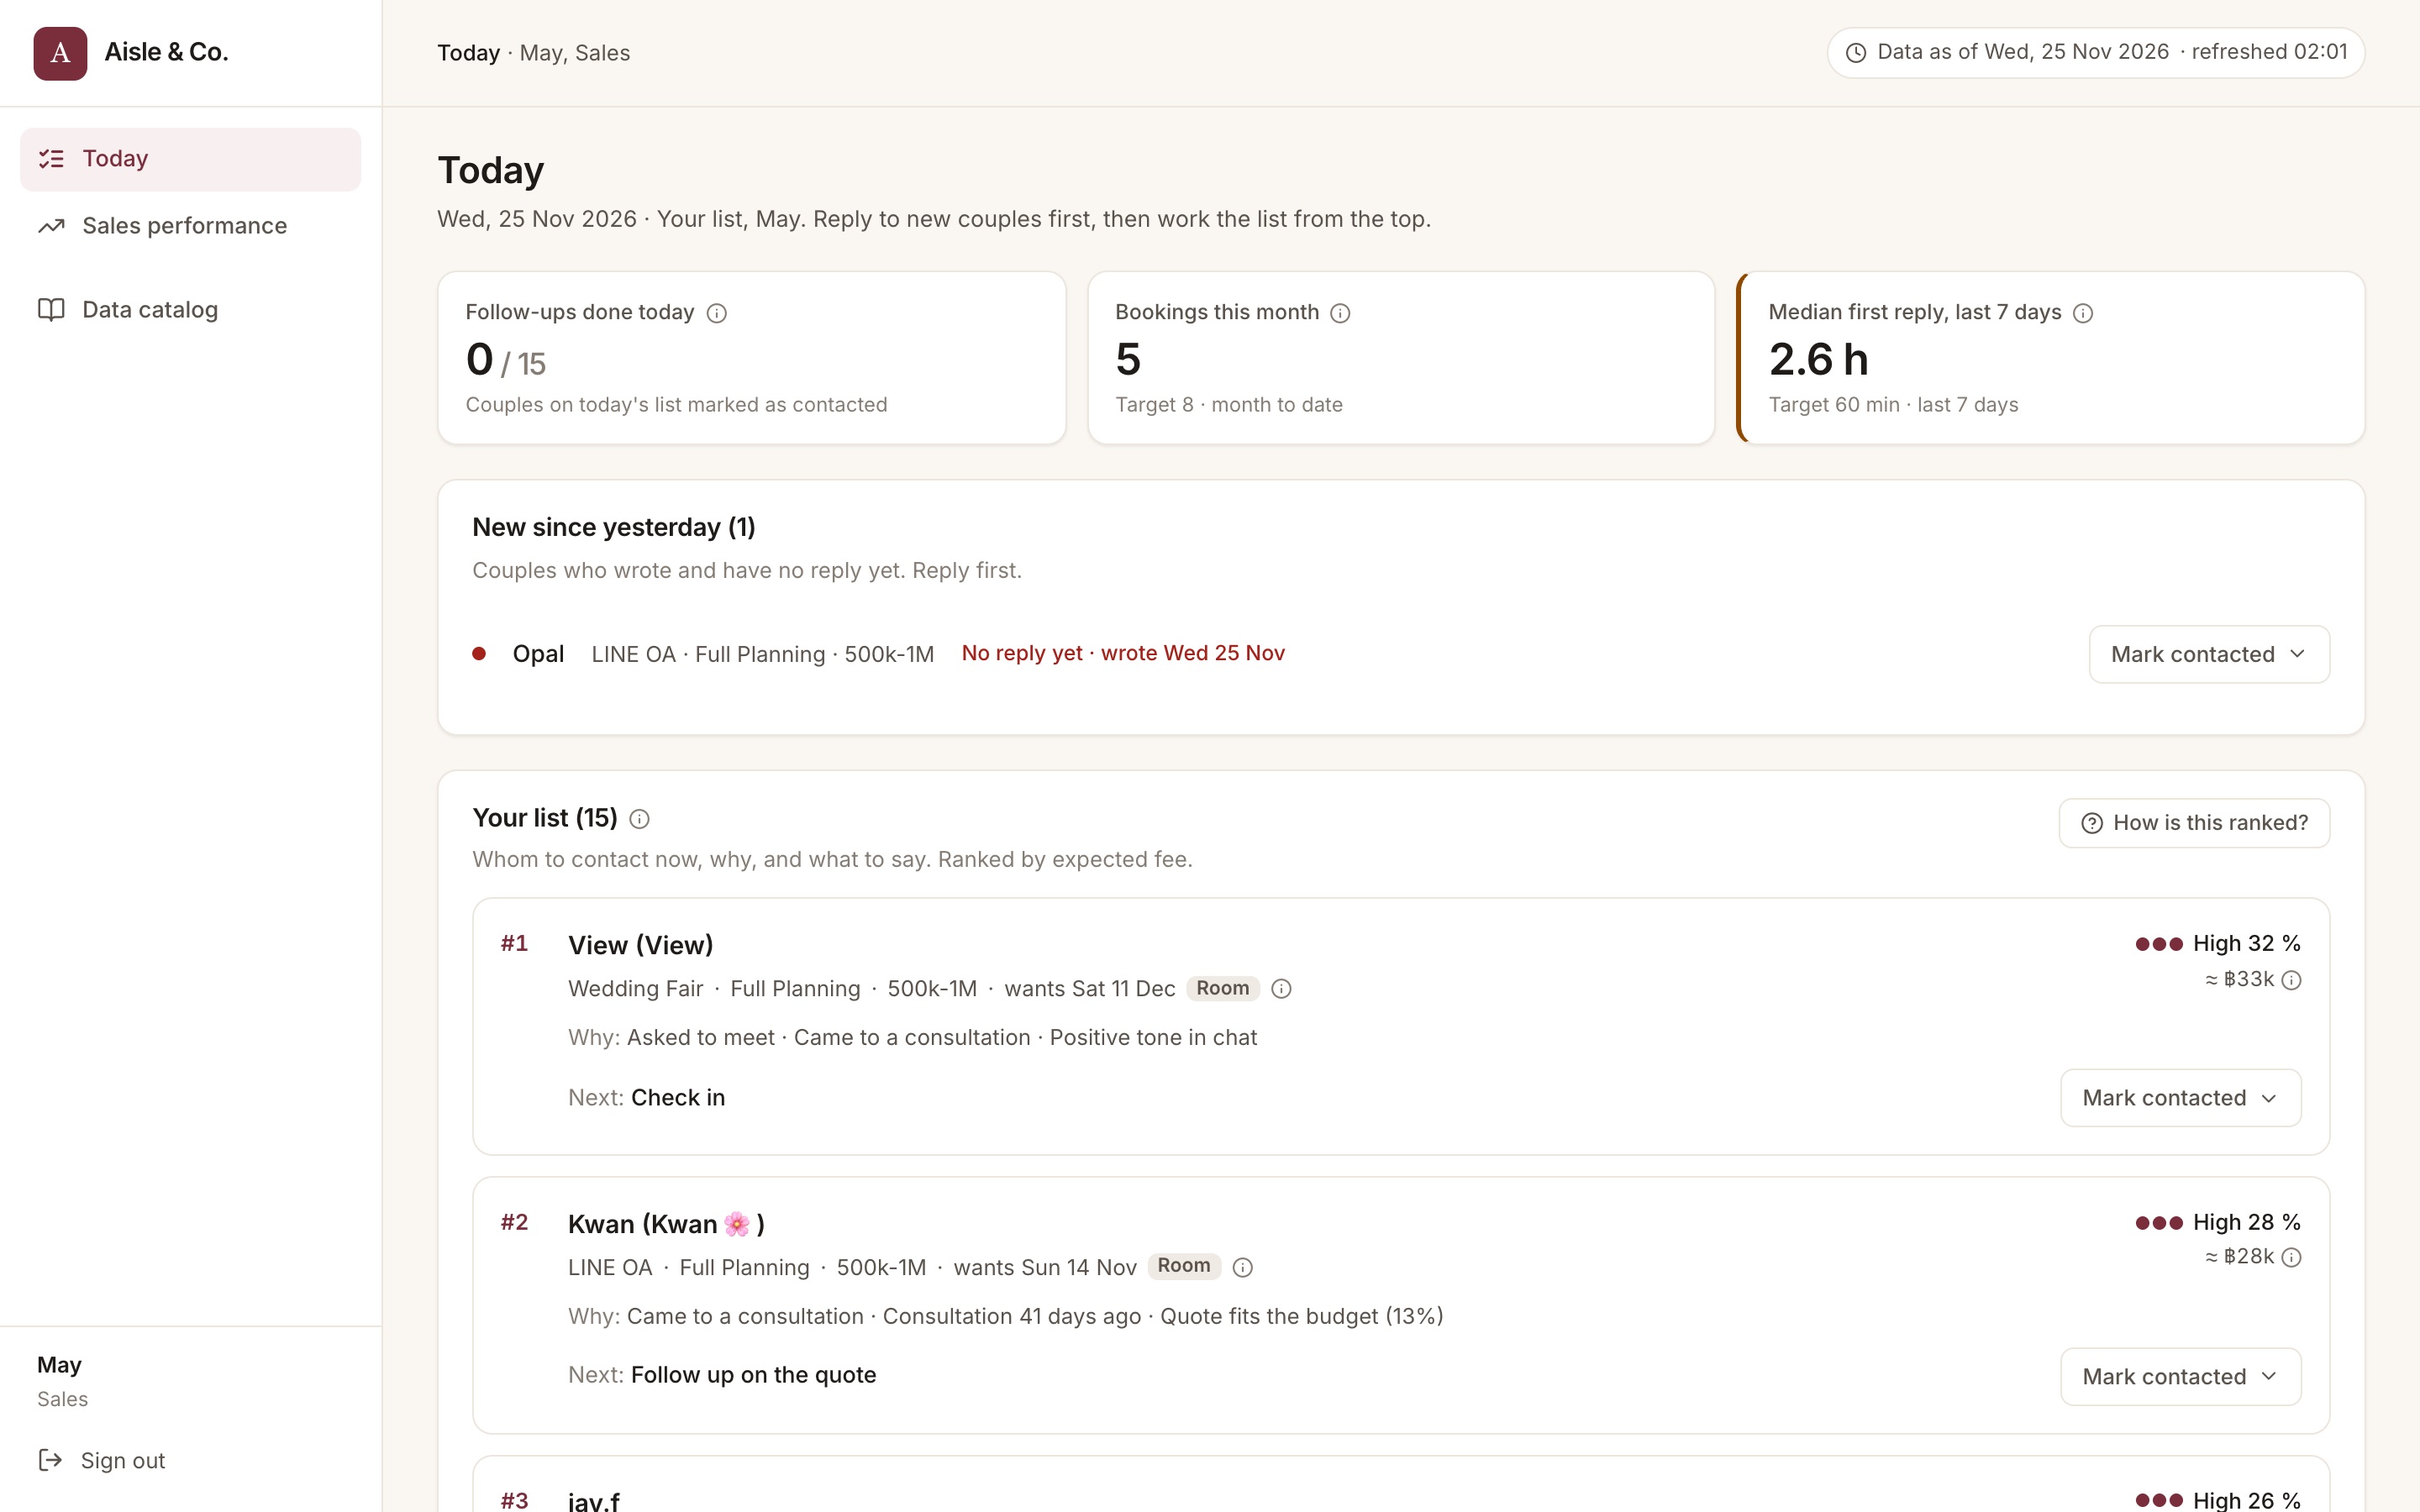 A Aisle & Co.
Today · May, Sales
Data as of Wed, 25 Nov 2026 · refreshed 02:01
Today
Sales performance
Data catalog
Today
Wed, 25 Nov 2026 · Your list, May. Reply to new couples first, then work the list from the top.
Follow-ups done today
0 / 15
Couples on today's list marked as contacted
Bookings this month
5
Target 8 · month to date
Median first reply, last 7 days
2.6 h
Target 60 min · last 7 days
New since yesterday (1)
Couples who wrote and have no reply yet. Reply first.
Opal LINE OA · Full Planning · 500k-1M No reply yet · wrote Wed 25 Nov
Mark contacted
Your list (15)
How is this ranked?
Whom to contact now, why, and what to say. Ranked by expected fee.
#1 View (View)
High 32 %
≈ ฿33k
Wedding Fair · Full Planning · 500k-1M · wants Sat 11 Dec Room
Why: Asked to meet · Came to a consultation · Positive tone in chat
Next: Check in
Mark contacted
#2 Kwan (Kwan 🌸 )
High 28 %
≈ ฿28k
LINE OA · Full Planning · 500k-1M · wants Sun 14 Nov Room
Why: Came to a consultation · Consultation 41 days ago · Quote fits the budget (13%)
Next: Follow up on the quote
Mark contacted
#3 jay.f
High 26 %
May
Sales
Sign out